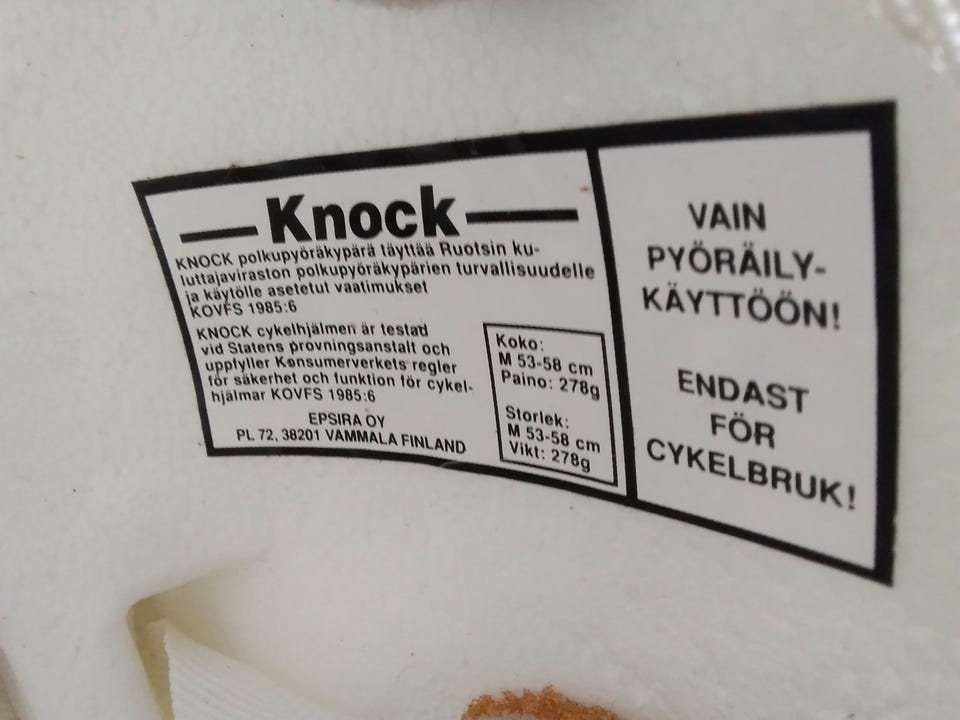 Knock
KNOCK polkupyöräkypärä täyttää Ruotsin ku-
luttajaviraston polkupyöräkypärien turvallisuudelle
ja käytölle asetetut vaatimukset
KOVFS 1985:6
KNOCK cykelhjälmen är testad
vid Statens provningsanstalt och
uppfyller Konsumerverkets regler
för säkerhet och funktion för cykel-
hjälmar KOVFS 1985:6
EPSIRA OY
PL 72, 38201 VAMMALA FINLAND
Koko:
M 53-58 cm
Paino: 278g
Storlek:
M 53-58 cm
Vikt: 278g
VAIN
PYÖRÄILY-
KÄYTTÖÖN!
ENDAST
FÖR
CYKELBRUK!